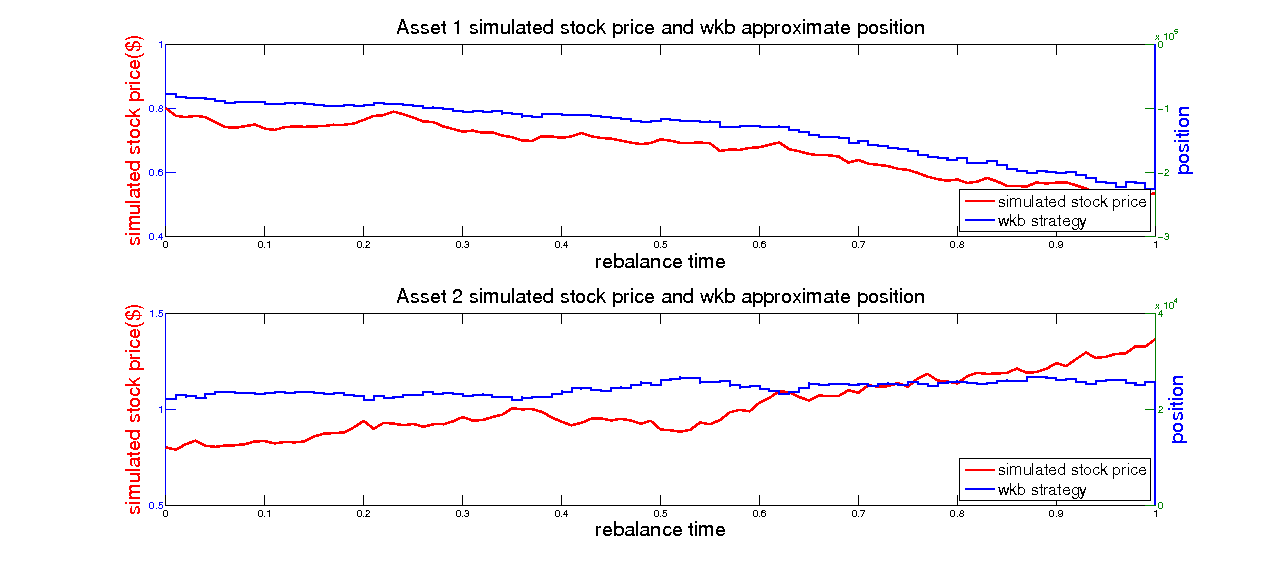 Asset 1 simulated stock price and wkb approximate position
simulated stock price($)
1
0.8
0.6
0.4
x 10^5
0
-1
-2
-3
position
simulated stock price
wkb strategy
0 0.1 0.2 0.3 0.4 0.5 0.6 0.7 0.8 0.9 1
rebalance time
Asset 2 simulated stock price and wkb approximate position
simulated stock price($)
1.5
1
0.5
x 10^4
4
2
0
position
simulated stock price
wkb strategy
0 0.1 0.2 0.3 0.4 0.5 0.6 0.7 0.8 0.9 1
rebalance time